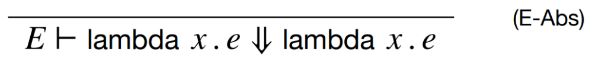 (E-Abs)
E ⊢ lambda x . e ⇓ lambda x . e